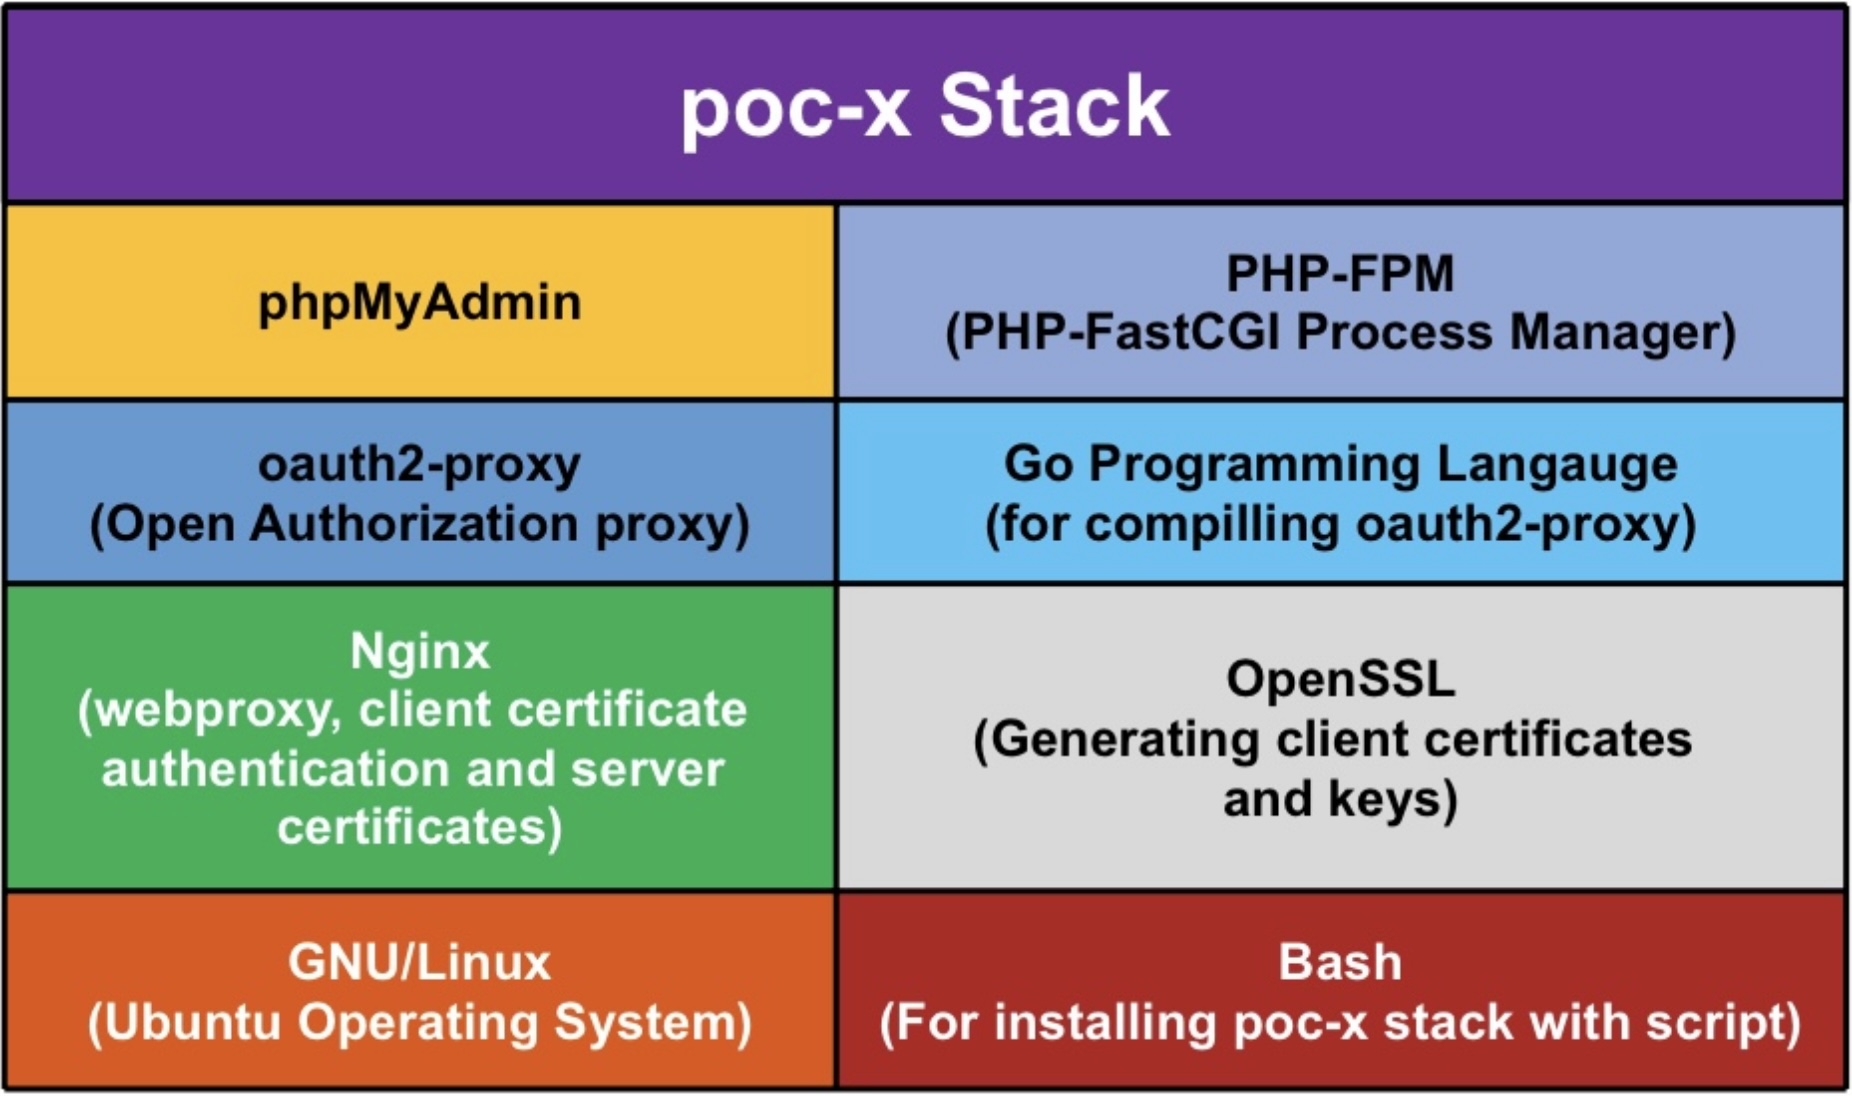 poc-x Stack
phpMyAdmin
PHP-FPM
(PHP-FastCGI Process Manager)
oauth2-proxy
(Open Authorization proxy)
Go Programming Langauge
(for compilling oauth2-proxy)
Nginx
(webproxy, client certificate
authentication and server
certificates)
OpenSSL
(Generating client certificates
and keys)
GNU/Linux
(Ubuntu Operating System)
Bash
(For installing poc-x stack with script)